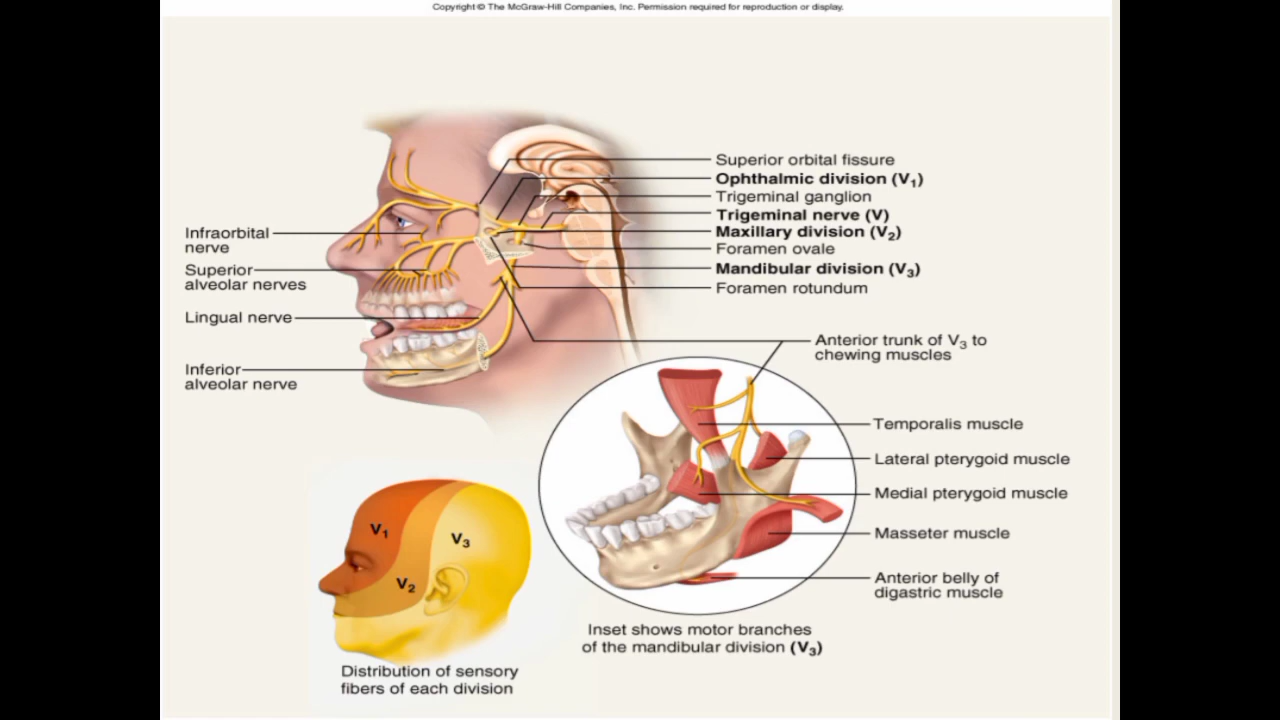 Copyright © The McGraw-Hill Companies, Inc. Permission required for reproduction or display.
Superior orbital fissure
Ophthalmic division (V₁)
Trigeminal ganglion
Trigeminal nerve (V)
Maxillary division (V₂)
Foramen ovale
Mandibular division (V₃)
Foramen rotundum
Infraorbital
nerve
Superior
alveolar nerves
Lingual nerve
Inferior
alveolar nerve
Anterior trunk of V₃ to
chewing muscles
Temporalis muscle
Lateral pterygoid muscle
Medial pterygoid muscle
Masseter muscle
Anterior belly of
digastric muscle
Inset shows motor branches
of the mandibular division (V₃)
V₁
V₃
V₂
Distribution of sensory
fibers of each division